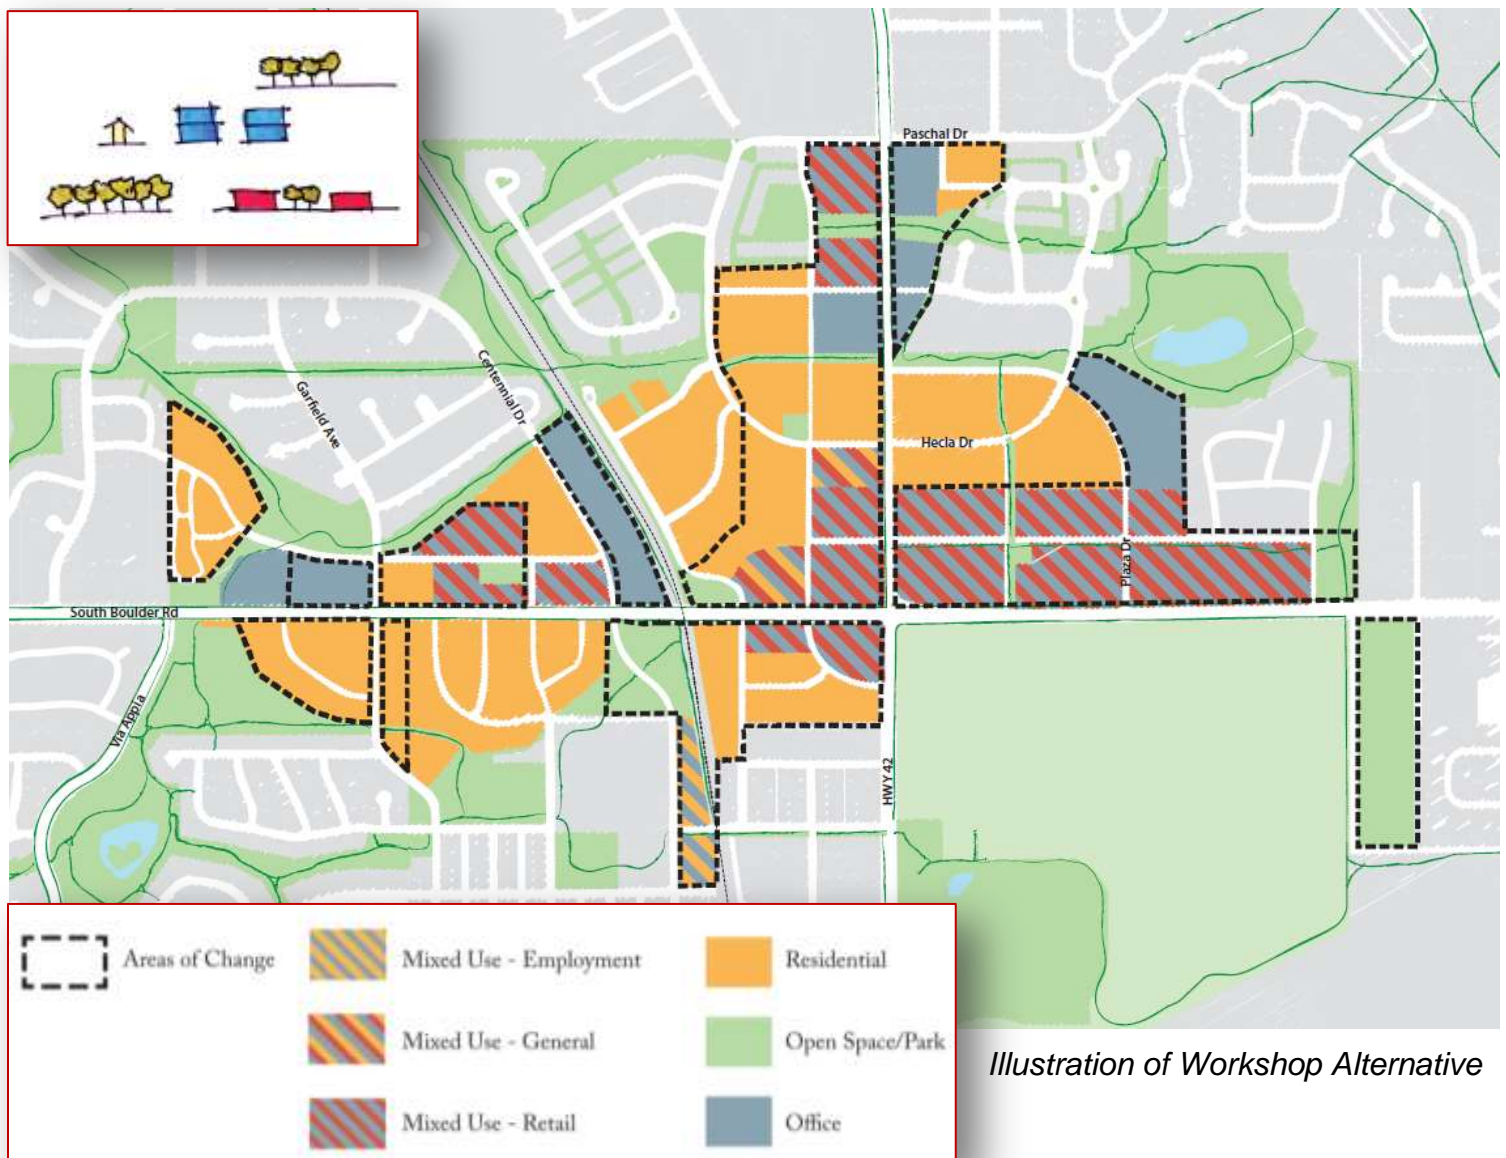 Paschal Dr
Centennial Dr
Garfield Ave
Hecla Dr
Plaza Dr
South Boulder Rd
Via Appia
HWY 42
Areas of Change
Mixed Use - Employment
Residential
Mixed Use - General
Open Space/Park
Mixed Use - Retail
Office
Illustration of Workshop Alternative